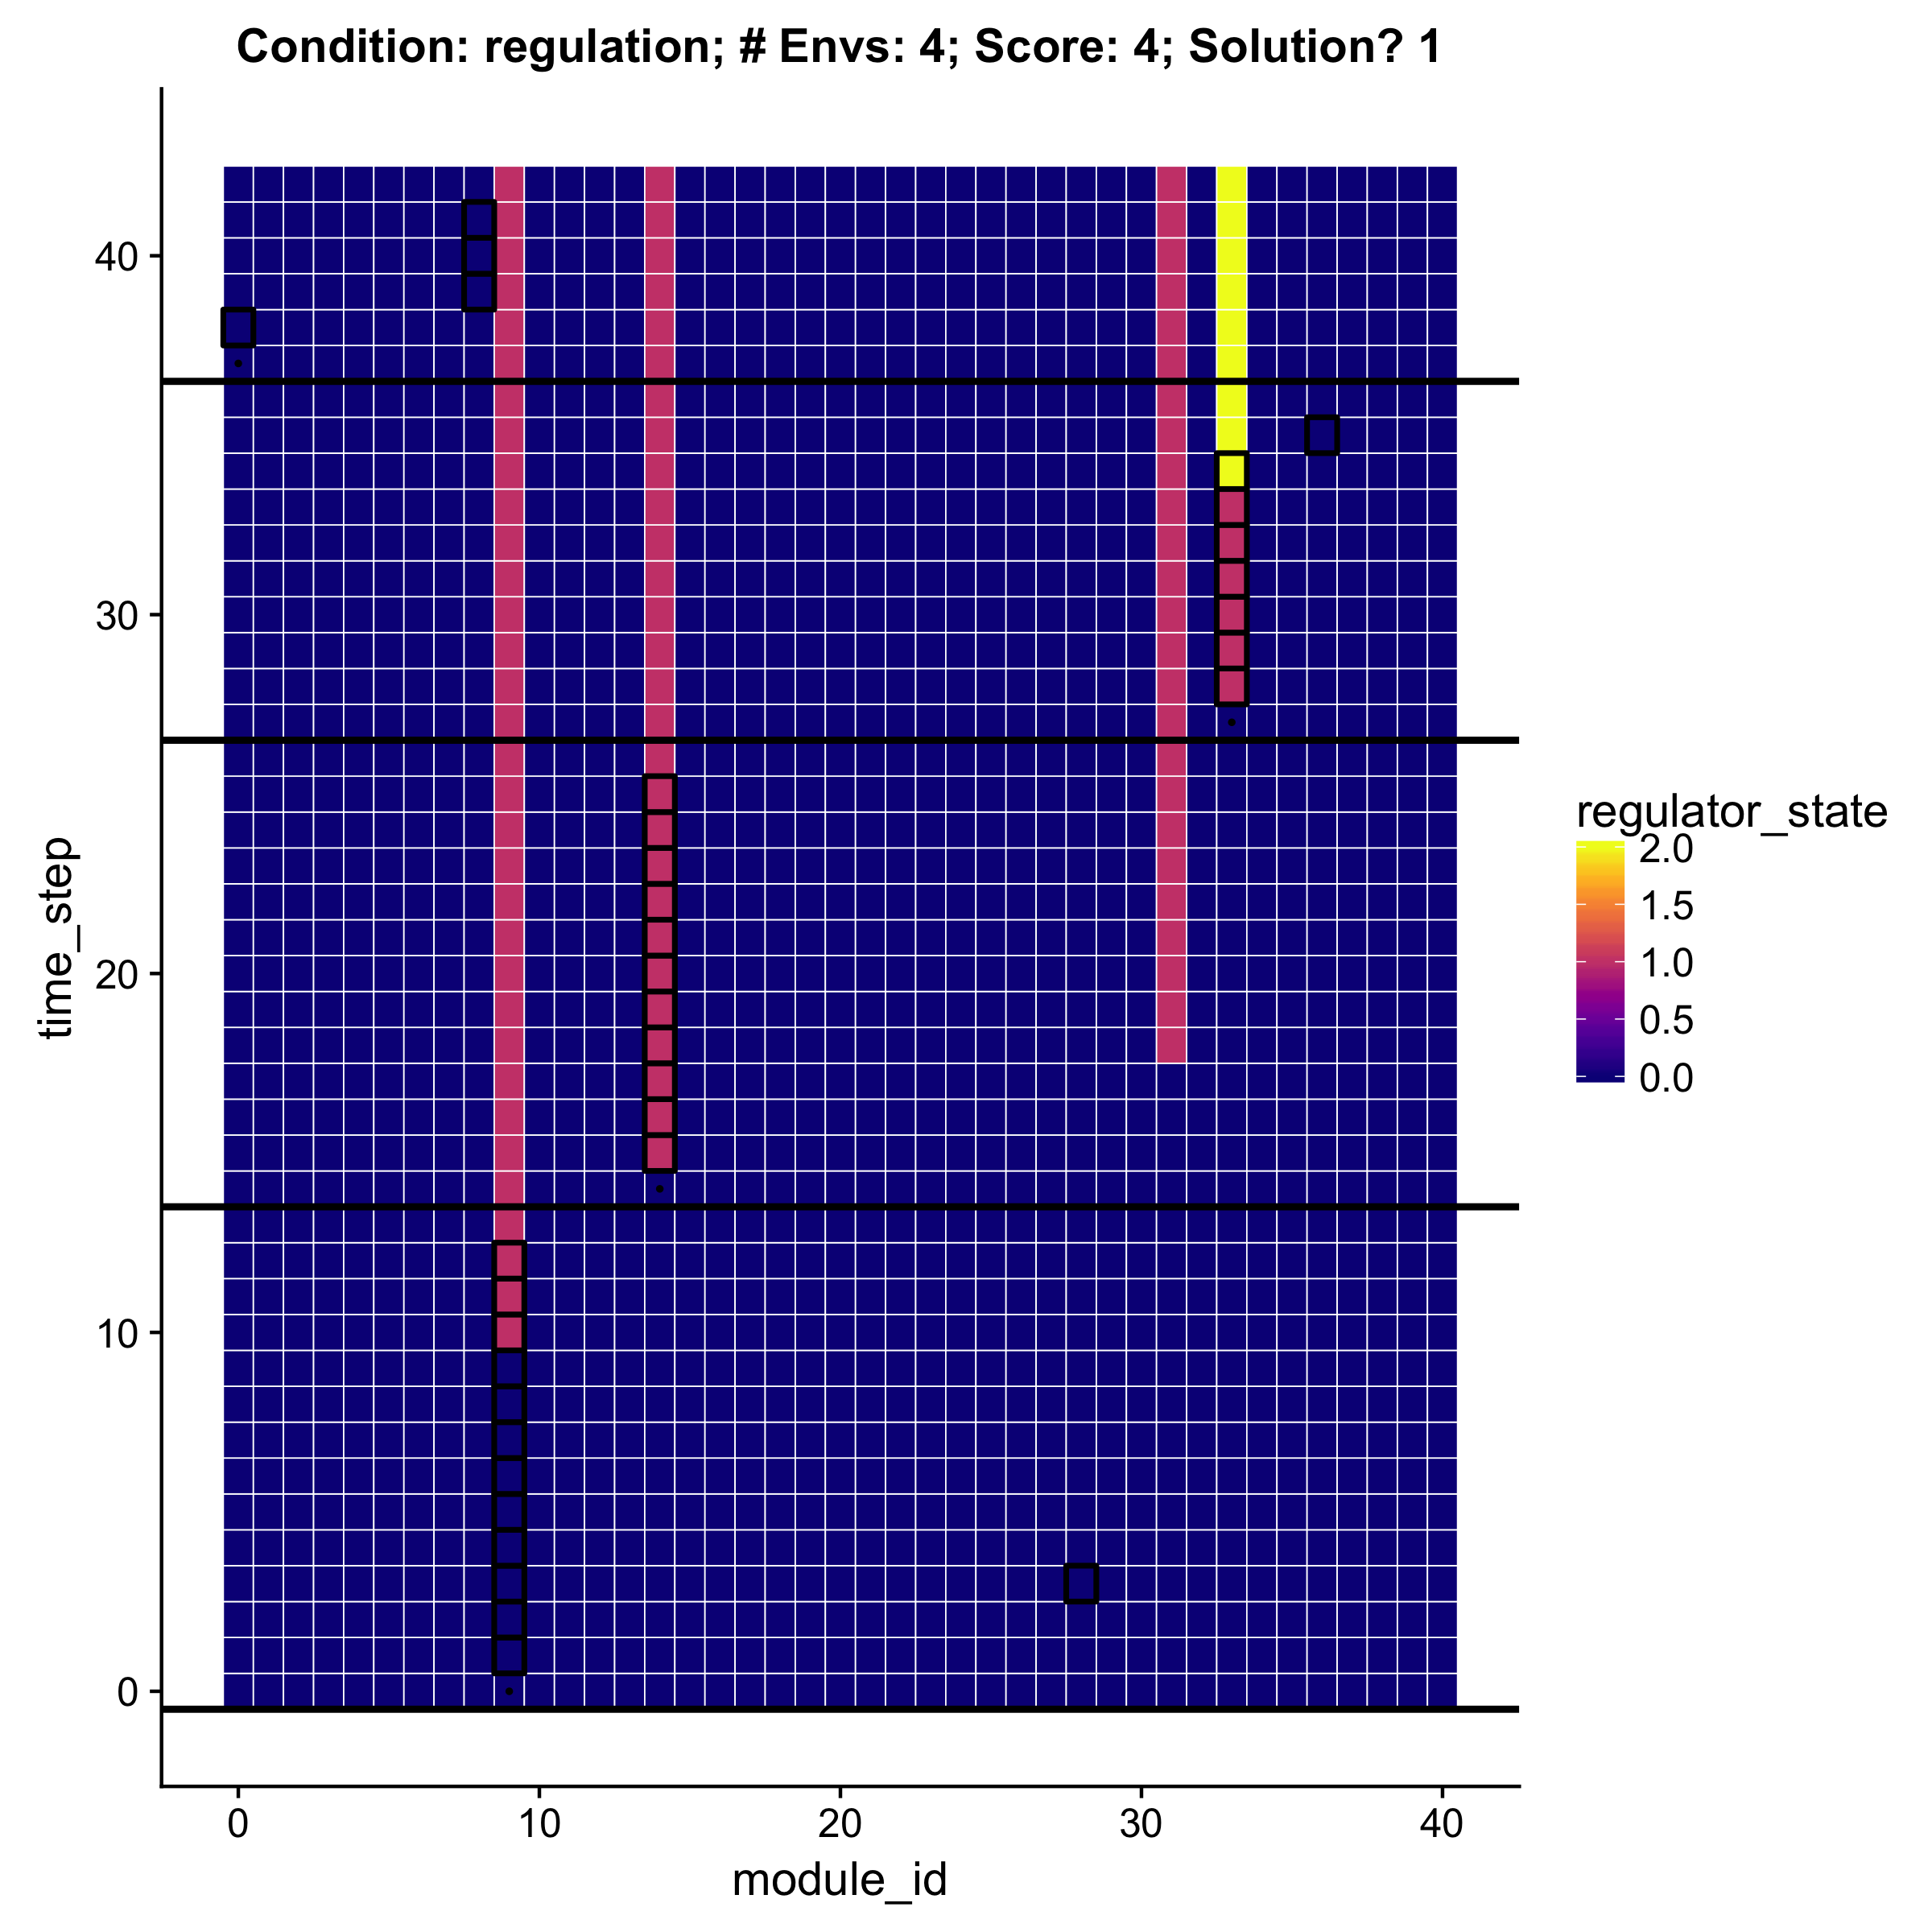 Condition: regulation; # Envs: 4; Score: 4; Solution? 1
time_step
40
30
20
10
0
0 10 20 30 40
module_id
regulator_state
2.0
1.5
1.0
0.5
0.0